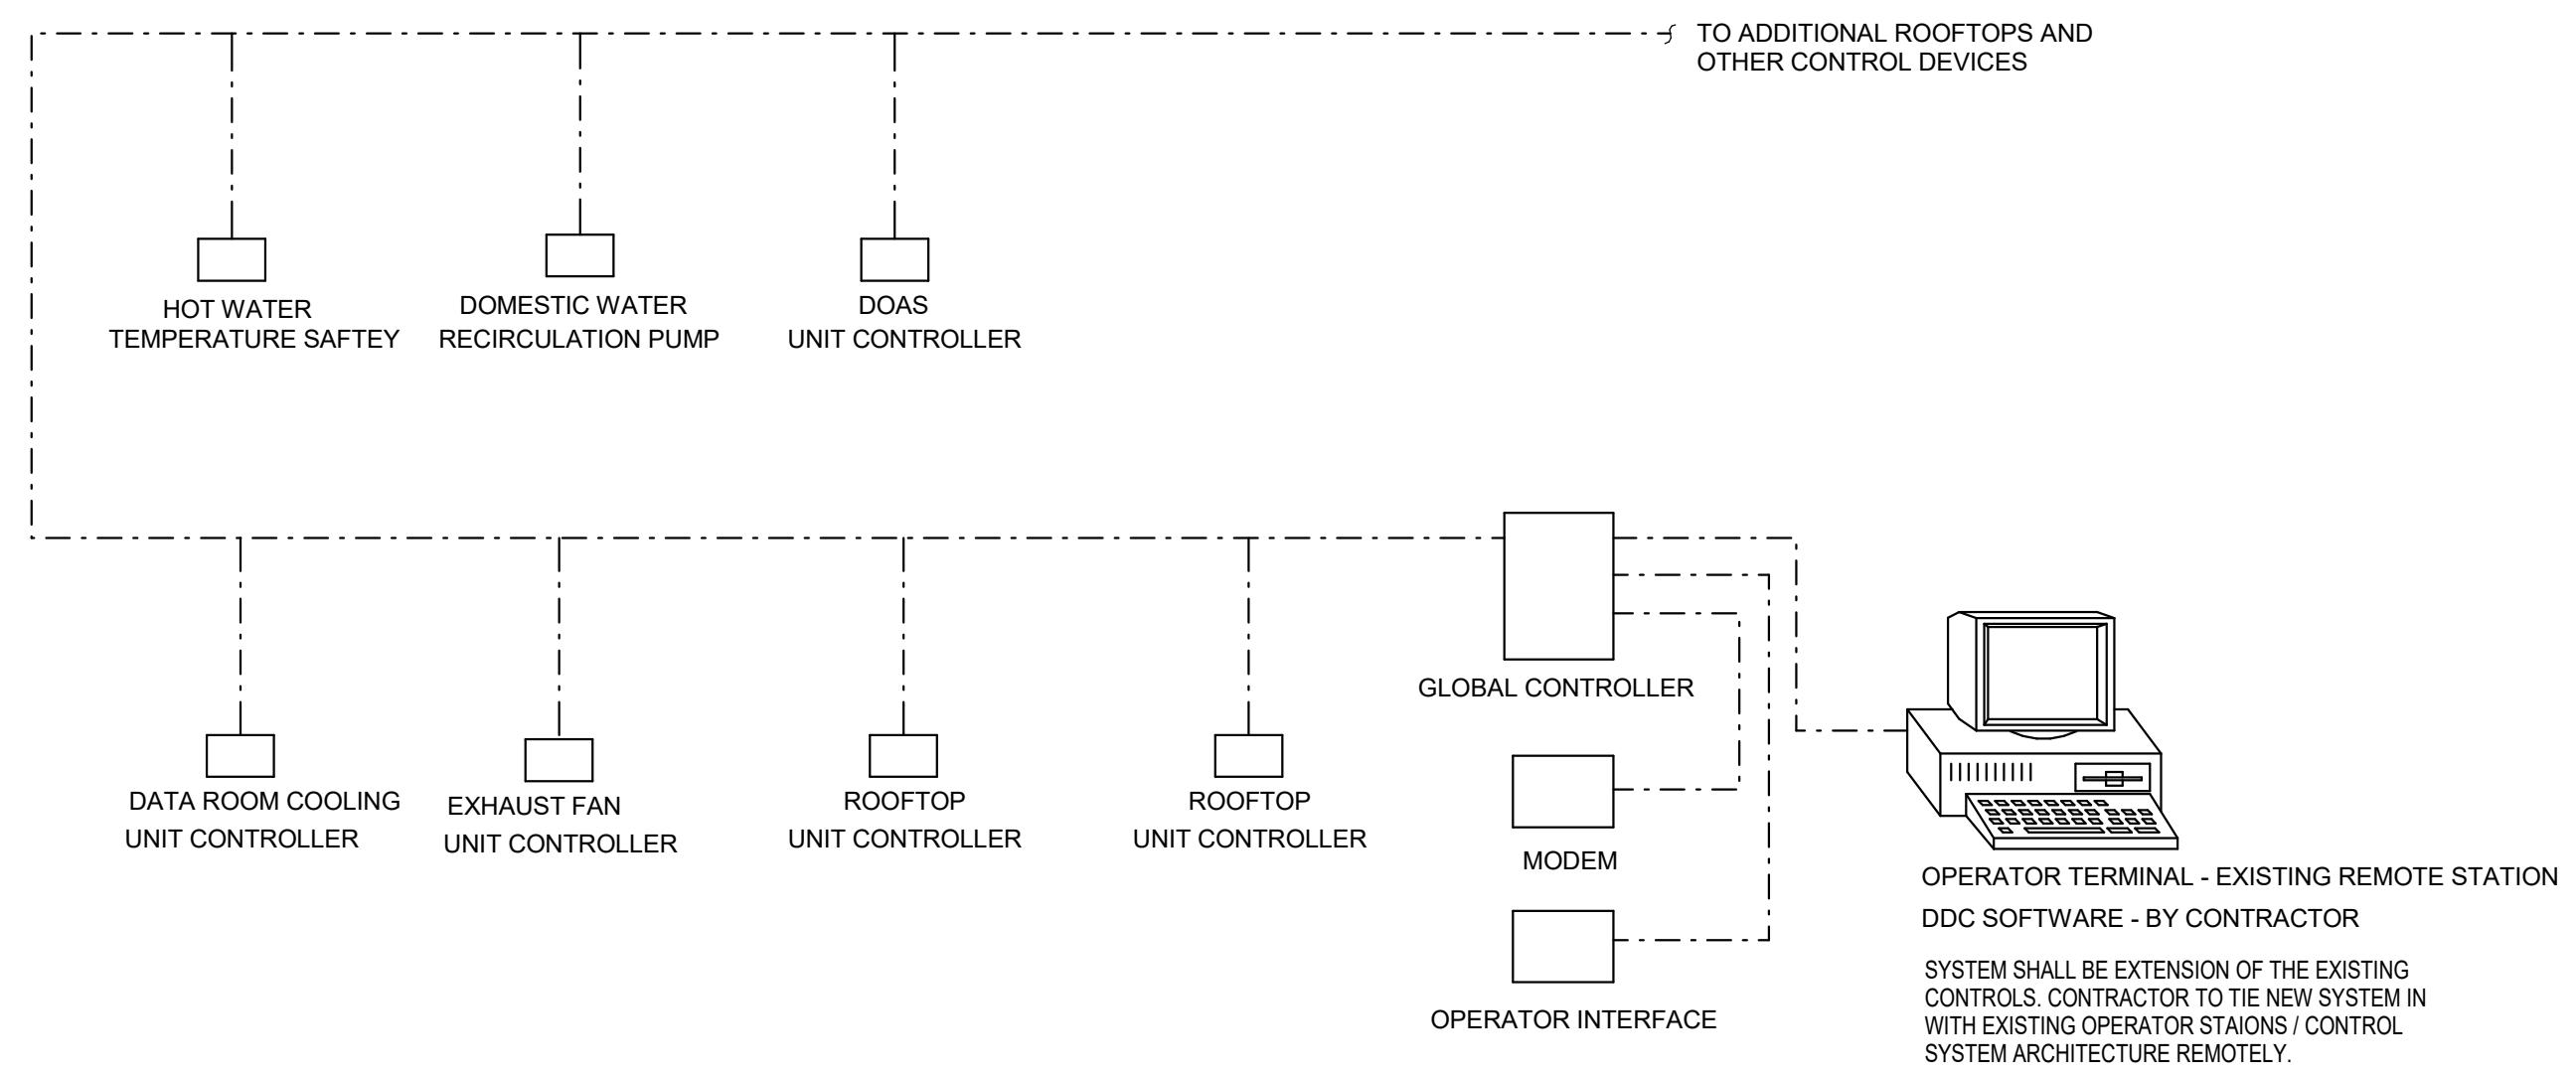 TO ADDITIONAL ROOFTOPS AND
OTHER CONTROL DEVICES
HOT WATER
TEMPERATURE SAFTEY
DOMESTIC WATER
RECIRCULATION PUMP
DOAS
UNIT CONTROLLER
GLOBAL CONTROLLER
DATA ROOM COOLING
UNIT CONTROLLER
EXHAUST FAN
UNIT CONTROLLER
ROOFTOP
UNIT CONTROLLER
ROOFTOP
UNIT CONTROLLER
MODEM
OPERATOR INTERFACE
OPERATOR TERMINAL - EXISTING REMOTE STATION
DDC SOFTWARE - BY CONTRACTOR
SYSTEM SHALL BE EXTENSION OF THE EXISTING
CONTROLS. CONTRACTOR TO TIE NEW SYSTEM IN
WITH EXISTING OPERATOR STAIONS / CONTROL
SYSTEM ARCHITECTURE REMOTELY.